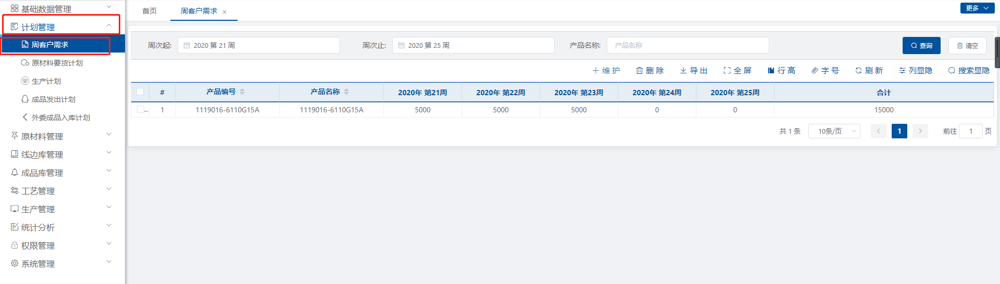 基础数据管理
计划管理
周客户需求
原材料要货计划
生产计划
成品发出计划
外委成品入库计划
原材料管理
线边库管理
成品库管理
工艺管理
生产管理
统计分析
权限管理
系统管理
首页 周客户需求 ×
更多
周次起: 2020 第 21 周 周次止: 2020 第 25 周 产品名称: 产品名称 查询 清空
维护 删除 导出 全屏 行高 字号 刷新 列显隐 搜索显隐
# 产品编号 产品名称 2020年 第21周 2020年 第22周 2020年 第23周 2020年 第24周 2020年 第25周 合计
.. 1 1119016-6110G15A 1119016-6110G15A 5000 5000 5000 0 0 15000
共 1 条 10条/页 1 前往 1 页